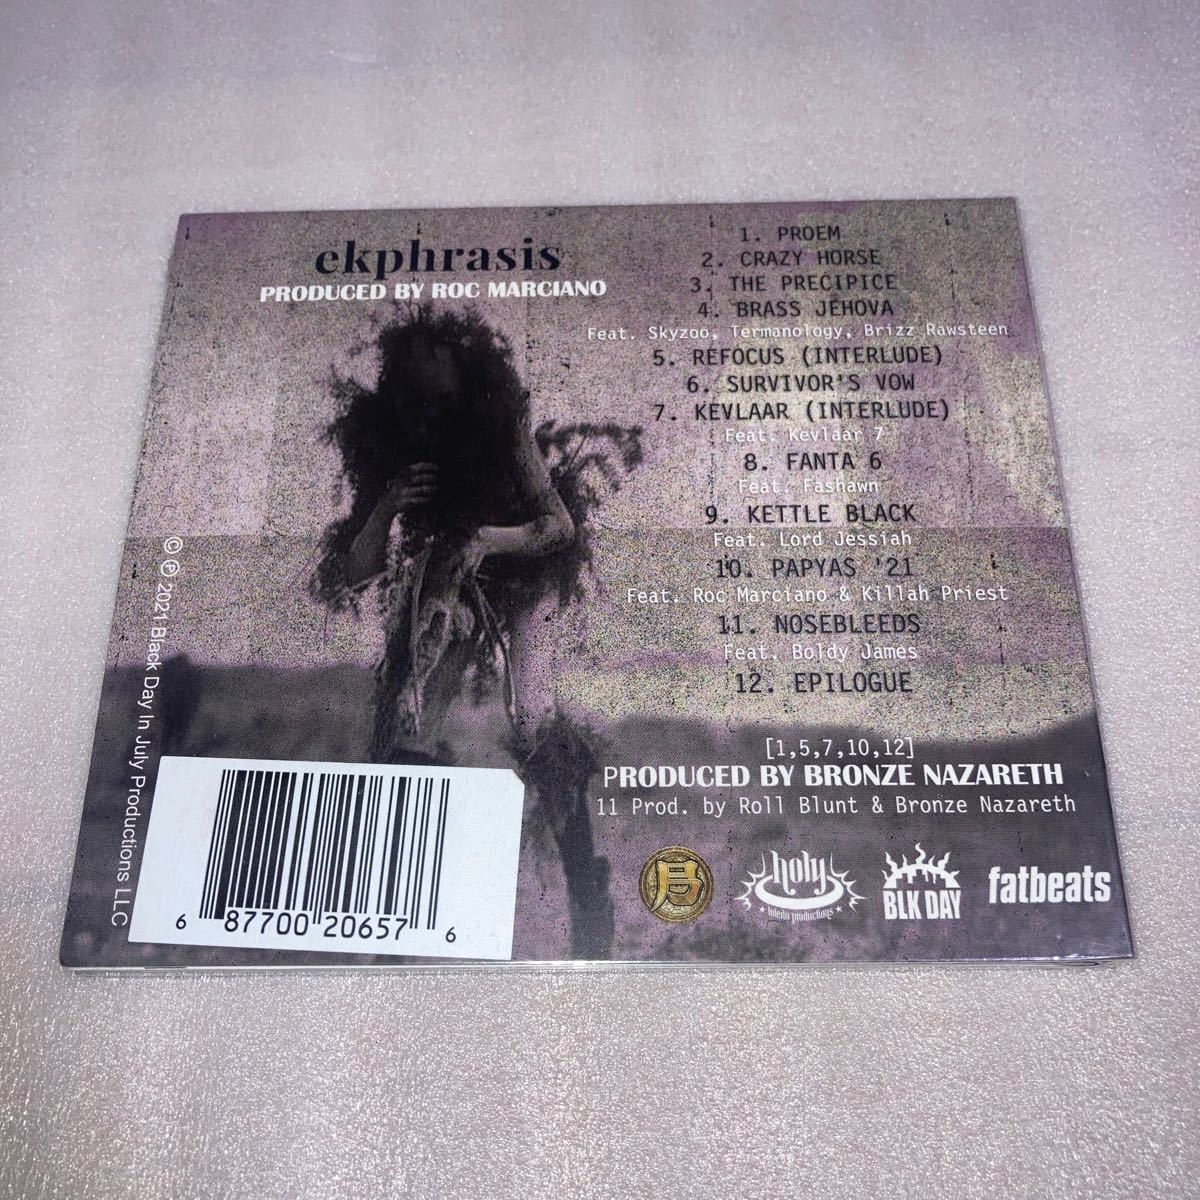 ekphrasis
PRODUCED BY ROC MARCIANO
1. PROEM
2. CRAZY HORSE
3. THE PRECIPICE
4. BRASS JEHOVA
Feat. Skyzoo, Termanology, Brizz Rawsteen
5. REFOCUS (INTERLUDE)
6. SURVIVOR'S VOW
7. KEVLAAR (INTERLUDE)
Feat. Kevlaar 7
8. FANTA 6
Feat. Fashawn
9. KETTLE BLACK
Feat. Lord Jessiah
10. PAPYAS '21
Feat. Roc Marciano & Killah Priest
11. NOSEBLEEDS
Feat. Boldy James
12. EPILOGUE
[1,5,7,10,12]
PRODUCED BY BRONZE NAZARETH
11 Prod. by Roll Blunt & Bronze Nazareth
holy
toledo productions
BLK DAY
fatbeats
© ℗ 2021 Black Day In July Productions LLC
6 87700 20657 6